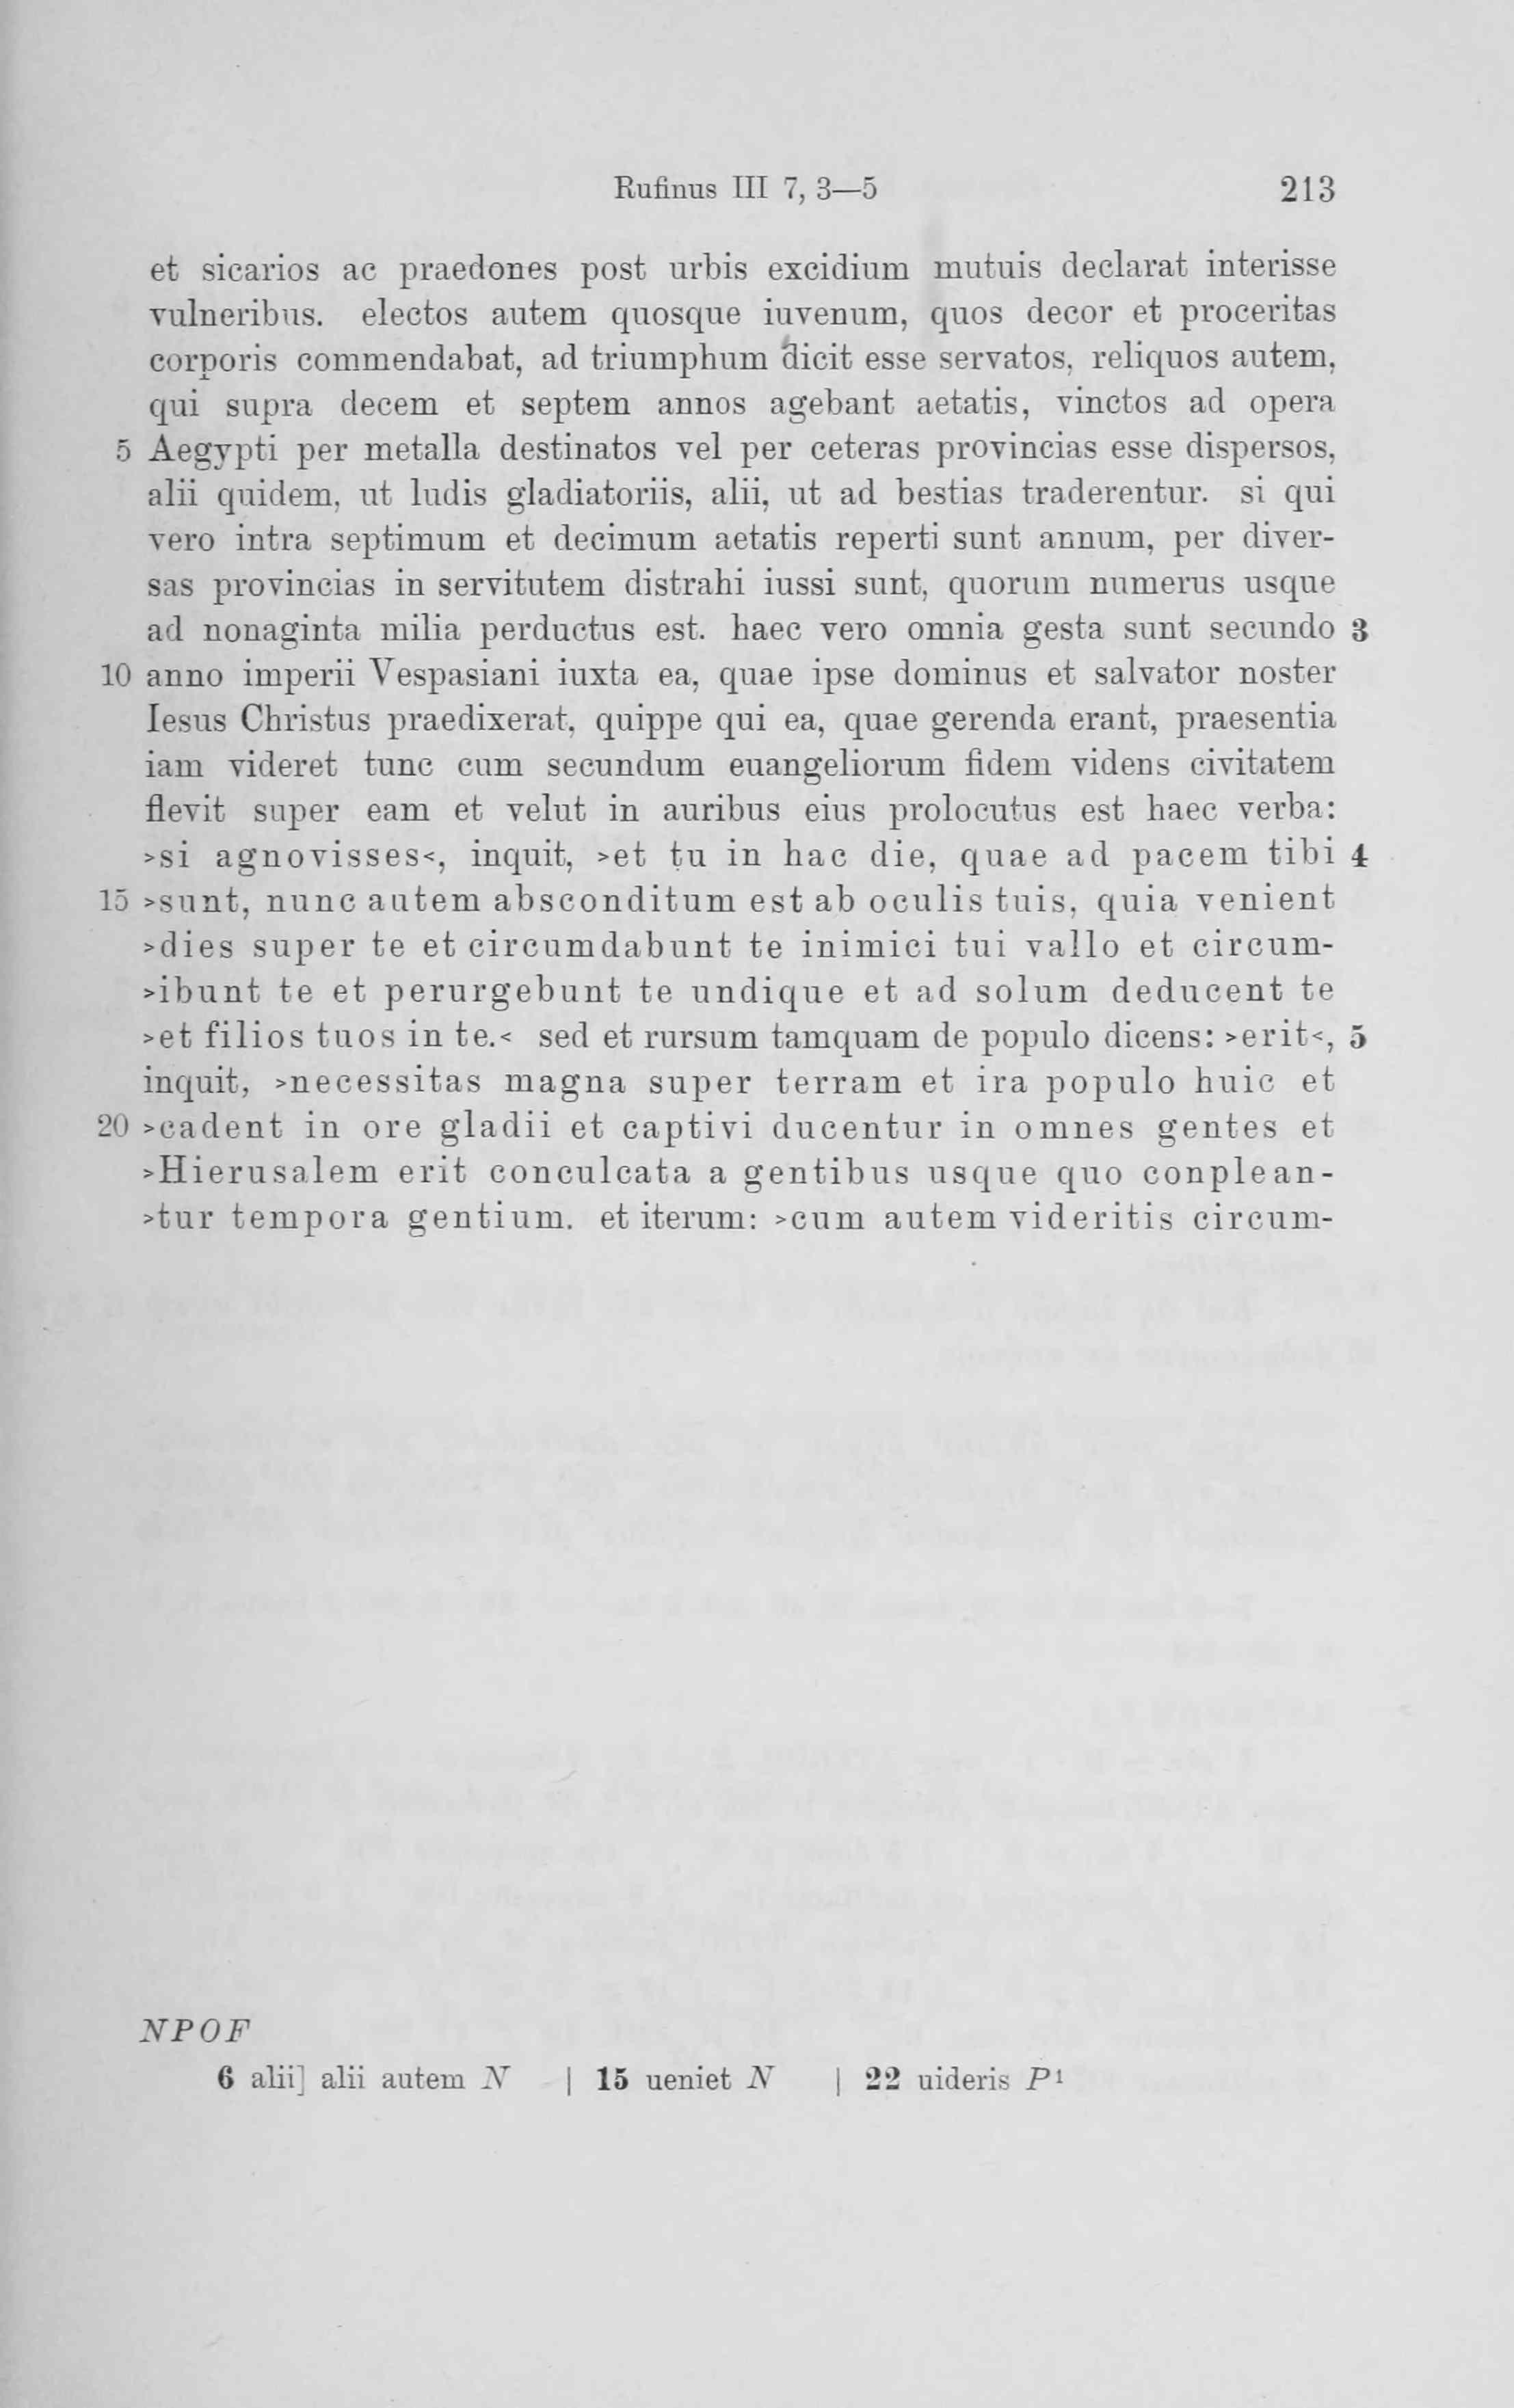 Rufinus III 7, 3—5 213
et sicarios ac praedones post urbis excidium mutuis declarat interisse
vulneribus. electos autem quosque iuvenum, quos decor et proceritas
corporis commendabat, ad triumphum dicit esse servatos, reliquos autem,
qui supra decem et septem annos agebant aetatis, vinctos ad opera
5 Aegypti per metalla destinatos vel per ceteras provincias esse dispersos,
alii quidem, ut ludis gladiatoriis, alii, ut ad bestias traderentur. si qui
vero intra septimum et decimum aetatis reperti sunt annum, per diver-
sas provincias in servitutem distrahi iussi sunt, quorum numerus usque
ad nonaginta milia perductus est. haec vero omnia gesta sunt secundo 3
10 anno imperii Vespasiani iuxta ea, quae ipse dominus et salvator noster
Iesus Christus praedixerat, quippe qui ea, quae gerenda erant, praesentia
iam videret tunc cum secundum euangeliorum fidem videns civitatem
flevit super eam et velut in auribus eius prolocutus est haec verba:
>si agnovisses<, inquit, >et tu in hac die, quae ad pacem tibi 4
15 >sunt, nunc autem absconditum est ab oculis tuis, quia venient
>dies super te et circumdabunt te inimici tui vallo et circum-
>ibunt te et perurgebunt te undique et ad solum deducent te
>et filios tuos in te.< sed et rursum tamquam de populo dicens: >erit<, 5
inquit, >necessitas magna super terram et ira populo huic et
20 >cadent in ore gladii et captivi ducentur in omnes gentes et
>Hierusalem erit conculcata a gentibus usque quo conplean-
>tur tempora gentium. et iterum: >cum autem videritis circum-
NPOF
6 alii] alii autem N | 15 ueniet N | 22 uideris P¹